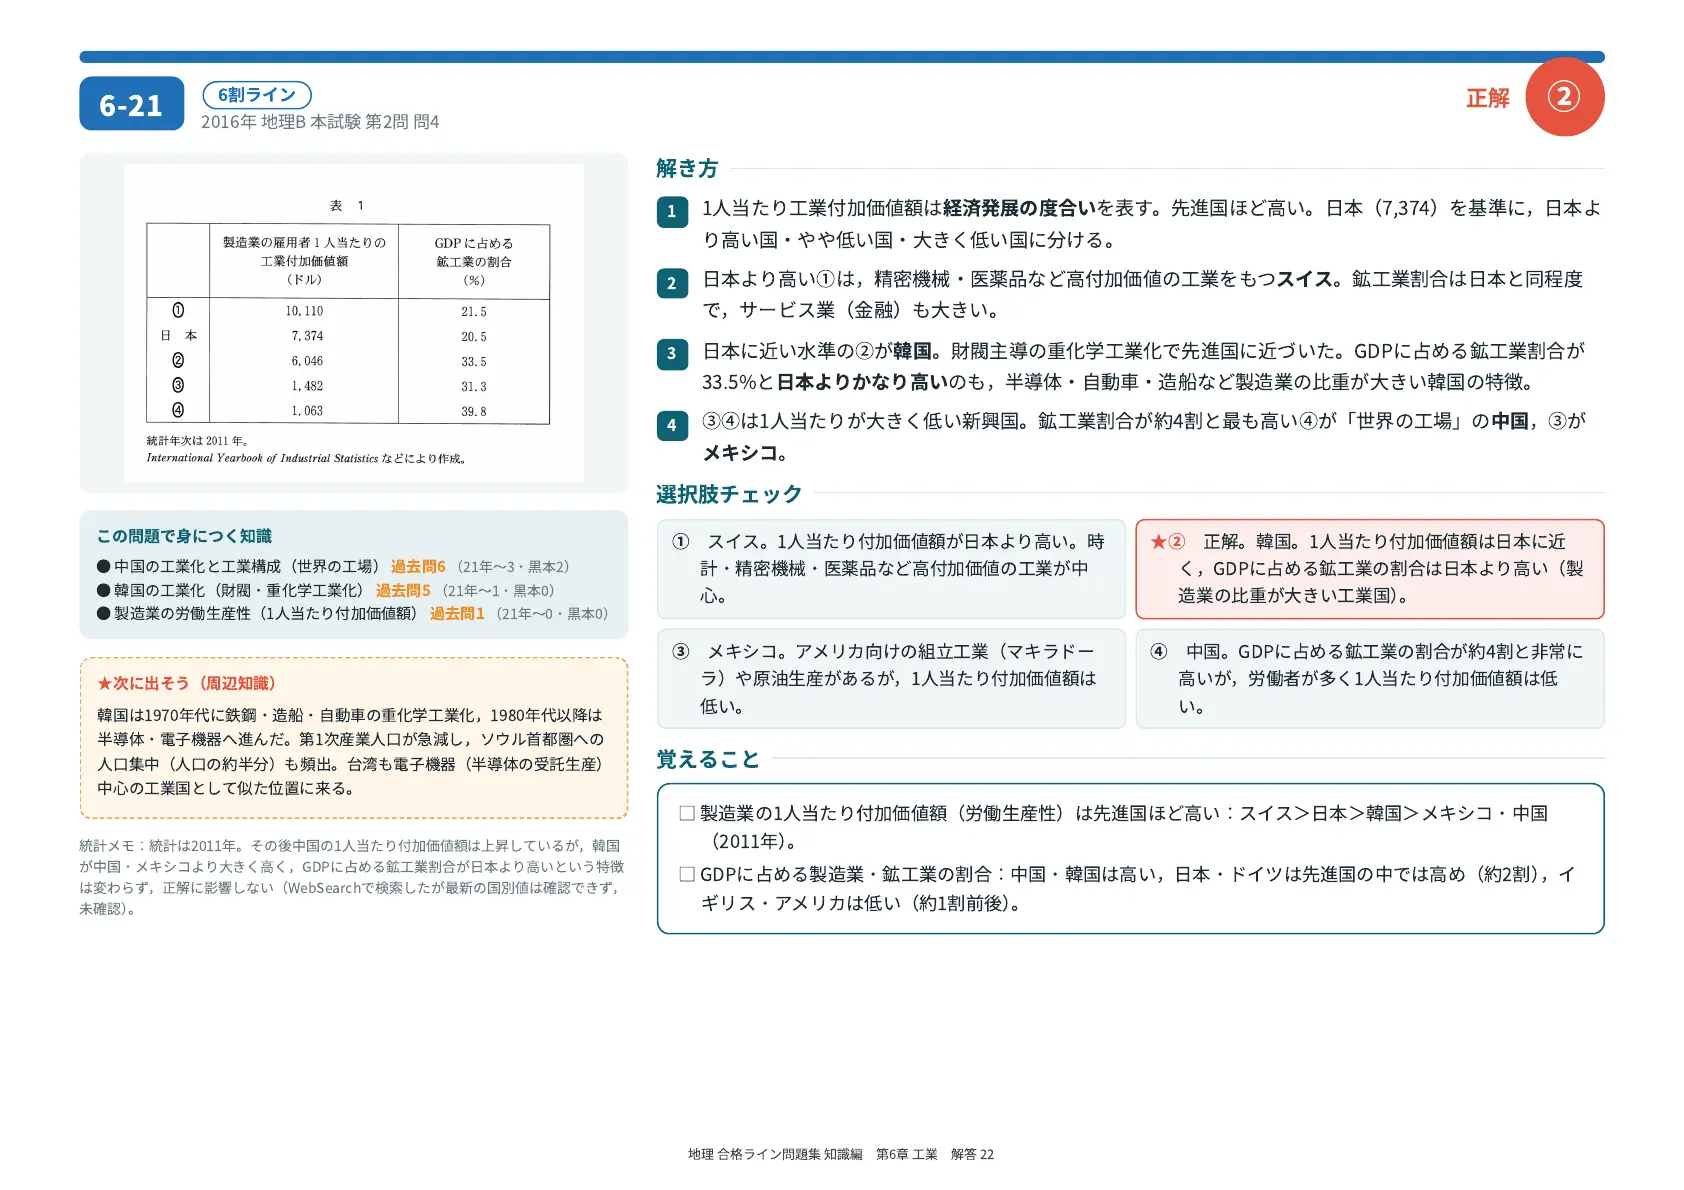 6-21
6割ライン
2016年 地理B 本試験 第2問 問4
正解 ②
表 1
製造業の雇用者1人当たりの
工業付加価値額
（ドル）
GDPに占める
鉱工業の割合
（%）
① 10,110 21.5
日 本 7,374 20.5
② 6,046 33.5
③ 1,482 31.3
④ 1,063 39.8
統計年次は2011年。
International Yearbook of Industrial Statistics などにより作成。
この問題で身につく知識
●中国の工業化と工業構成（世界の工場） 過去問6 （21年〜3・黒本2）
●韓国の工業化（財閥・重化学工業化） 過去問5 （21年〜1・黒本0）
●製造業の労働生産性（1人当たり付加価値額） 過去問1 （21年〜0・黒本0）
★次に出そう（周辺知識）
韓国は1970年代に鉄鋼・造船・自動車の重化学工業化，1980年代以降は
半導体・電子機器へ進んだ。第1次産業人口が急減し，ソウル首都圏への
人口集中（人口の約半分）も頻出。台湾も電子機器（半導体の受託生産）
中心の工業国として似た位置に来る。
統計メモ：統計は2011年。その後中国の1人当たり付加価値額は上昇しているが，韓国
が中国・メキシコより大きく高く，GDPに占める鉱工業割合が日本より高いという特徴
は変わらず，正解に影響しない（WebSearchで検索したが最新の国別値は確認できず，
未確認）。
解き方
1 1人当たり工業付加価値額は経済発展の度合いを表す。先進国ほど高い。日本（7,374）を基準に，日本よ
り高い国・やや低い国・大きく低い国に分ける。
2 日本より高い①は，精密機械・医薬品など高付加価値の工業をもつスイス。鉱工業割合は日本と同程度
で，サービス業（金融）も大きい。
3 日本に近い水準の②が韓国。財閥主導の重化学工業化で先進国に近づいた。GDPに占める鉱工業割合が
33.5%と日本よりかなり高いのも，半導体・自動車・造船など製造業の比重が大きい韓国の特徴。
4 ③④は1人当たりが大きく低い新興国。鉱工業割合が約4割と最も高い④が「世界の工場」の中国，③が
メキシコ。
選択肢チェック
① スイス。1人当たり付加価値額が日本より高い。時
計・精密機械・医薬品など高付加価値の工業が中
心。
★② 正解。韓国。1人当たり付加価値額は日本に近
く，GDPに占める鉱工業の割合は日本より高い（製
造業の比重が大きい工業国）。
③ メキシコ。アメリカ向けの組立工業（マキラドー
ラ）や原油生産があるが，1人当たり付加価値額は
低い。
④ 中国。GDPに占める鉱工業の割合が約4割と非常に
高いが，労働者が多く1人当たり付加価値額は低
い。
覚えること
□ 製造業の1人当たり付加価値額（労働生産性）は先進国ほど高い：スイス＞日本＞韓国＞メキシコ・中国
（2011年）。
□ GDPに占める製造業・鉱工業の割合：中国・韓国は高い，日本・ドイツは先進国の中では高め（約2割），イ
ギリス・アメリカは低い（約1割前後）。
地理 合格ライン問題集 知識編 第6章 工業 解答 22